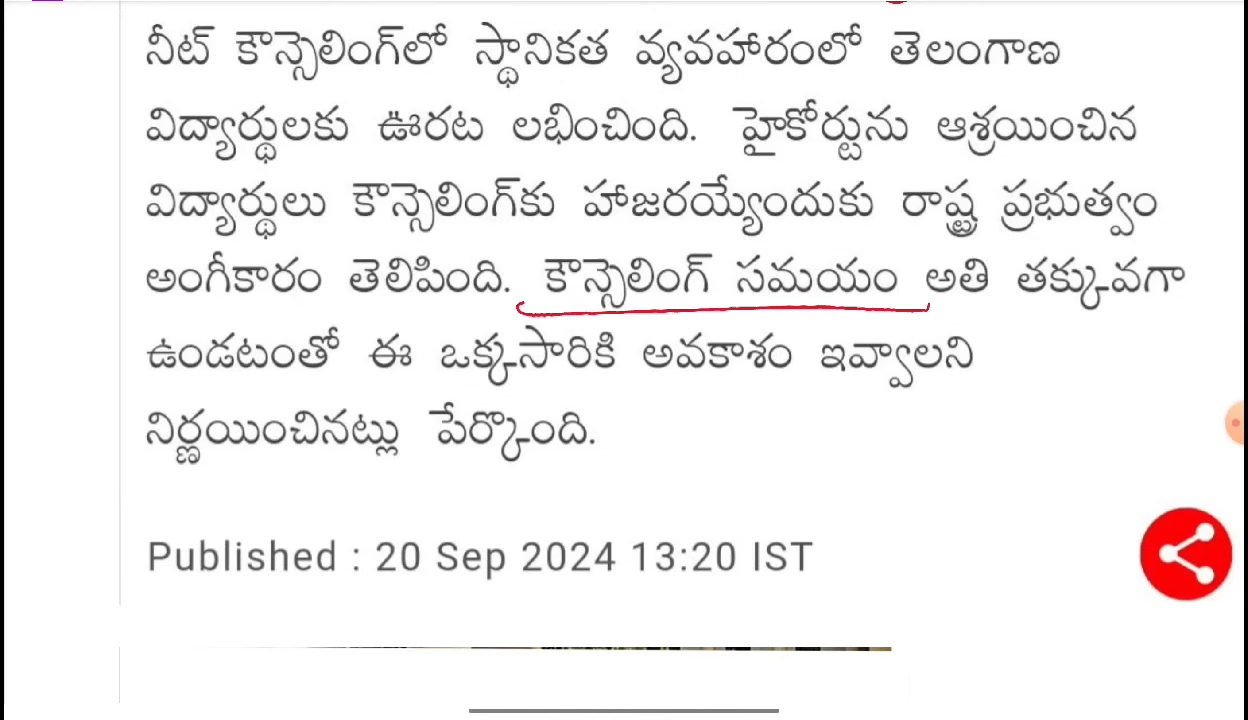 నీట్ కౌన్సెలింగ్‌లో స్థానికత వ్యవహారంలో తెలంగాణ
విద్యార్థులకు ఊరట లభించింది. హైకోర్టును ఆశ్రయించిన
విద్యార్థులు కౌన్సెలింగ్‌కు హాజరయ్యేందుకు రాష్ట్ర ప్రభుత్వం
అంగీకారం తెలిపింది. కౌన్సెలింగ్ సమయం అతి తక్కువగా
ఉండటంతో ఈ ఒక్కసారికి అవకాశం ఇవ్వాలని
నిర్ణయించినట్లు పేర్కొంది.
Published : 20 Sep 2024 13:20 IST